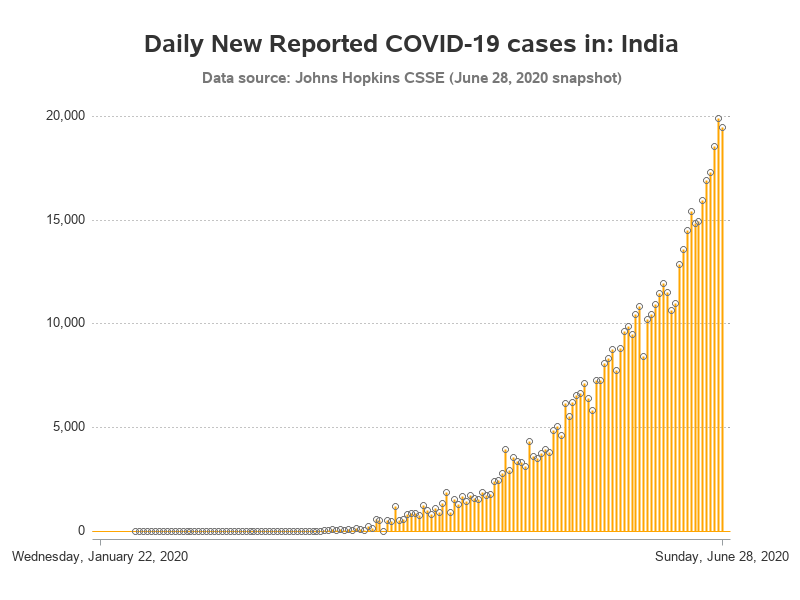 Daily New Reported COVID-19 cases in: India
Data source: Johns Hopkins CSSE (June 28, 2020 snapshot)
20,000
15,000
10,000
5,000
0
Wednesday, January 22, 2020 Sunday, June 28, 2020